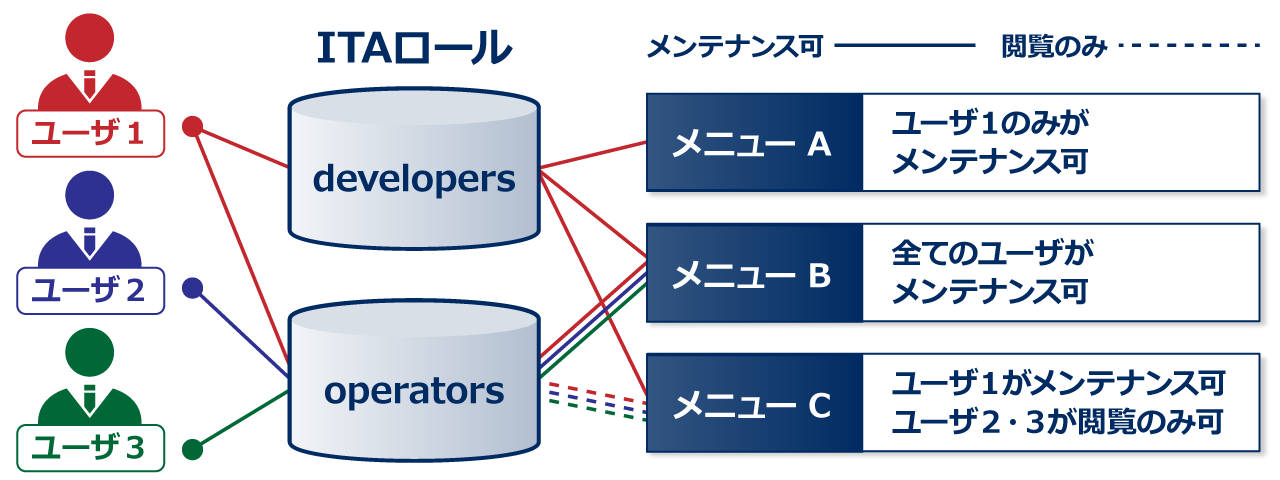 ITAロール
メンテナンス可
閲覧のみ
ユーザ1
ユーザ2
ユーザ3
developers
operators
メニュー A
ユーザ1のみが
メンテナンス可
メニュー B
全てのユーザが
メンテナンス可
メニュー C
ユーザ1がメンテナンス可
ユーザ2・3が閲覧のみ可